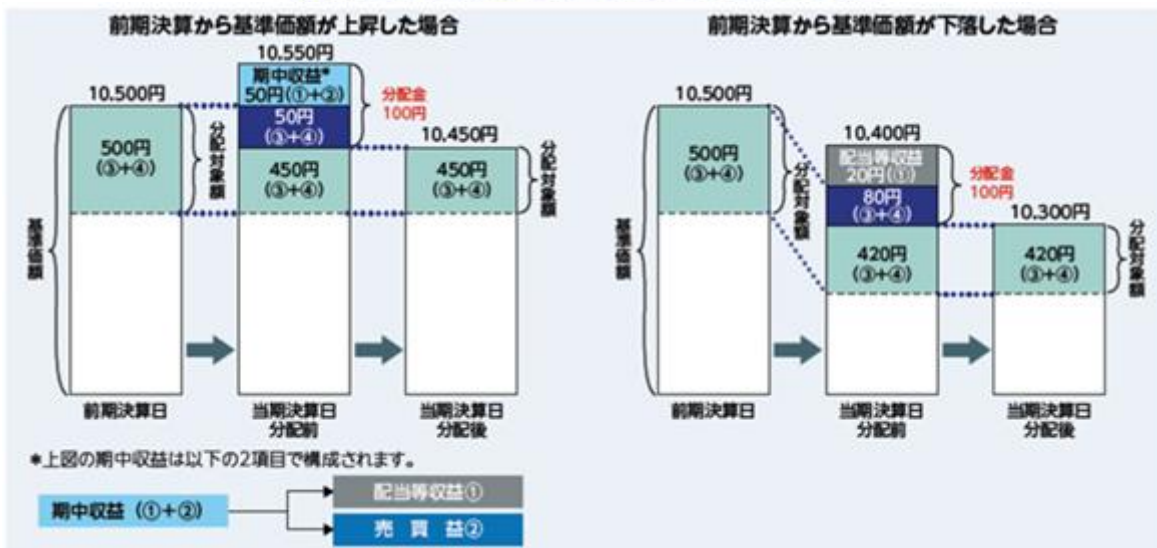 前期決算から基準価額が上昇した場合
10.550円
期中収益*
50円(①+②)
10.500円
50円
(③+④)
分配金
100円
10.450円
500円
(③+④)
分配対象額
450円
(③+④)
450円
(③+④)
分配対象額
基準価額
前期決算日
当期決算日
分配前
当期決算日
分配後
前期決算から基準価額が下落した場合
10.500円
10.400円
500円
(③+④)
分配対象額
配当等収益
20円(①)
80円
(③+④)
分配金
100円
10.300円
420円
(③+④)
420円
(③+④)
分配対象額
基準価額
前期決算日
当期決算日
分配前
当期決算日
分配後
*上図の期中収益は以下の2項目で構成されます。
期中収益(①+②)
配当等収益①
売買益②